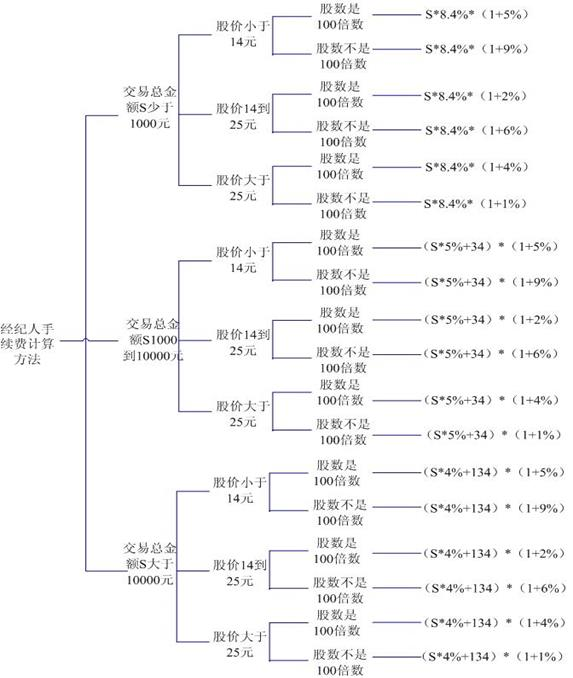 经纪人手
续费计算
方法
交易总金
额S少于
1000元
股价小于
14元
股数是
100倍数
S*8.4%*（1+5%）
股数不是
100倍数
S*8.4%*（1+9%）
股价14到
25元
股数是
100倍数
S*8.4%*（1+2%）
股数不是
100倍数
S*8.4%*（1+6%）
股价大于
25元
股数是
100倍数
S*8.4%*（1+4%）
股数不是
100倍数
S*8.4%*（1+1%）
交易总金
额S1000
到10000元
股价小于
14元
股数是
100倍数
（S*5%+34）*（1+5%）
股数不是
100倍数
（S*5%+34）*（1+9%）
股价14到
25元
股数是
100倍数
（S*5%+34）*（1+2%）
股数不是
100倍数
（S*5%+34）*（1+6%）
股价大于
25元
股数是
100倍数
（S*5%+34）*（1+4%）
股数不是
100倍数
（S*5%+34）*（1+1%）
交易总金
额S大于
10000元
股价小于
14元
股数是
100倍数
（S*4%+134）*（1+5%）
股数不是
100倍数
（S*4%+134）*（1+9%）
股价14到
25元
股数是
100倍数
（S*4%+134）*（1+2%）
股数不是
100倍数
（S*4%+134）*（1+6%）
股价大于
25元
股数是
100倍数
（S*4%+134）*（1+4%）
股数不是
100倍数
（S*4%+134）*（1+1%）